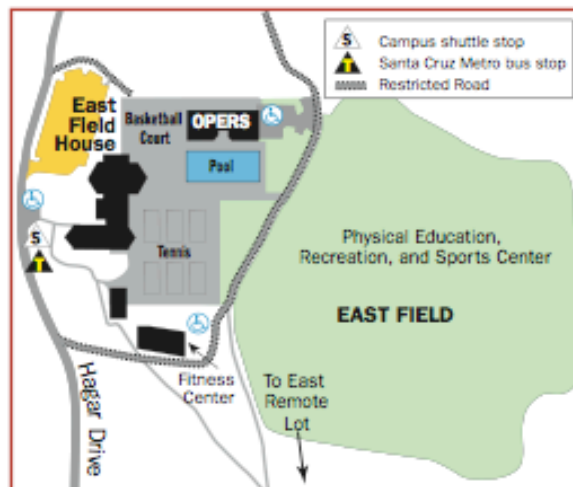 S Campus shuttle stop
T Santa Cruz Metro bus stop
Restricted Road
East
Field
House
Basketball
Court
OPERS
Pool
Tennis
S
T
Physical Education,
Recreation, and Sports Center
EAST FIELD
Fitness
Center
To East
Remote
Lot
Hagar Drive